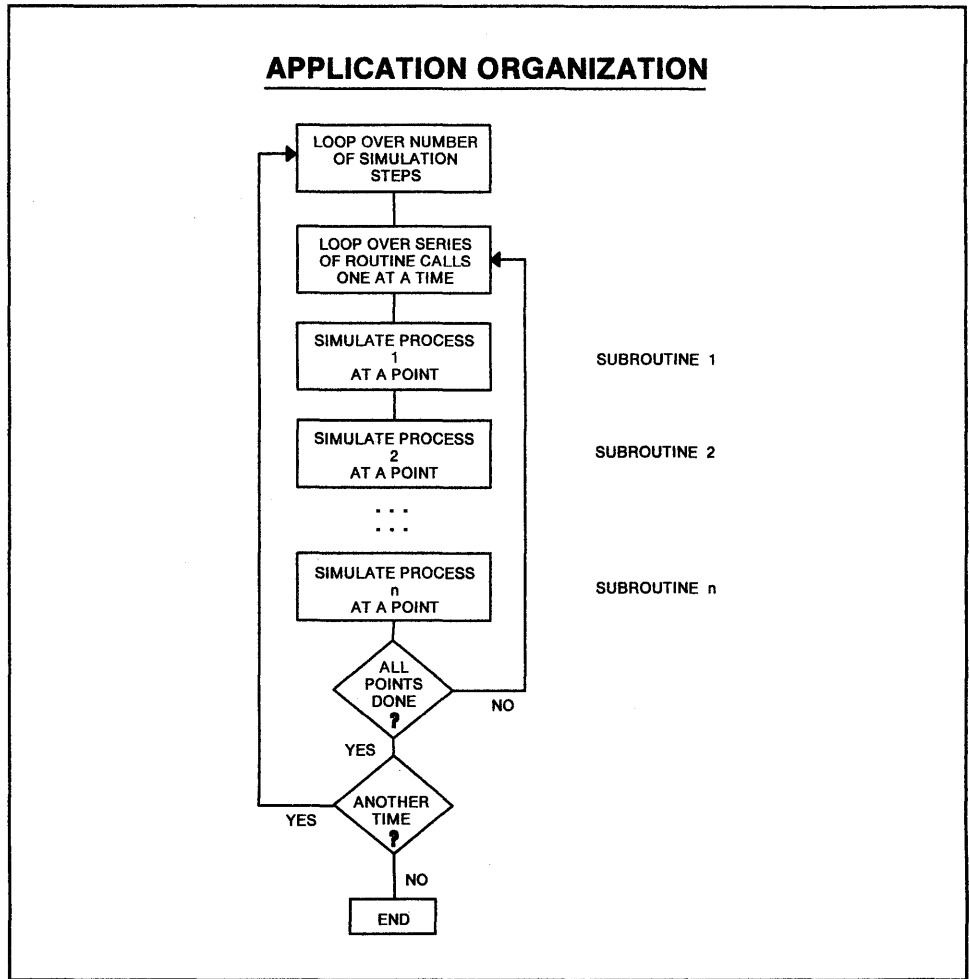 APPLICATION ORGANIZATION
LOOP OVER NUMBER
OF SIMULATION
STEPS
LOOP OVER SERIES
OF ROUTINE CALLS
ONE AT A TIME
SIMULATE PROCESS
1
AT A POINT
SUBROUTINE 1
SIMULATE PROCESS
2
AT A POINT
SUBROUTINE 2
. . .
. . .
SIMULATE PROCESS
n
AT A POINT
SUBROUTINE n
ALL
POINTS
DONE
?
NO
YES
ANOTHER
TIME
?
YES
NO
END